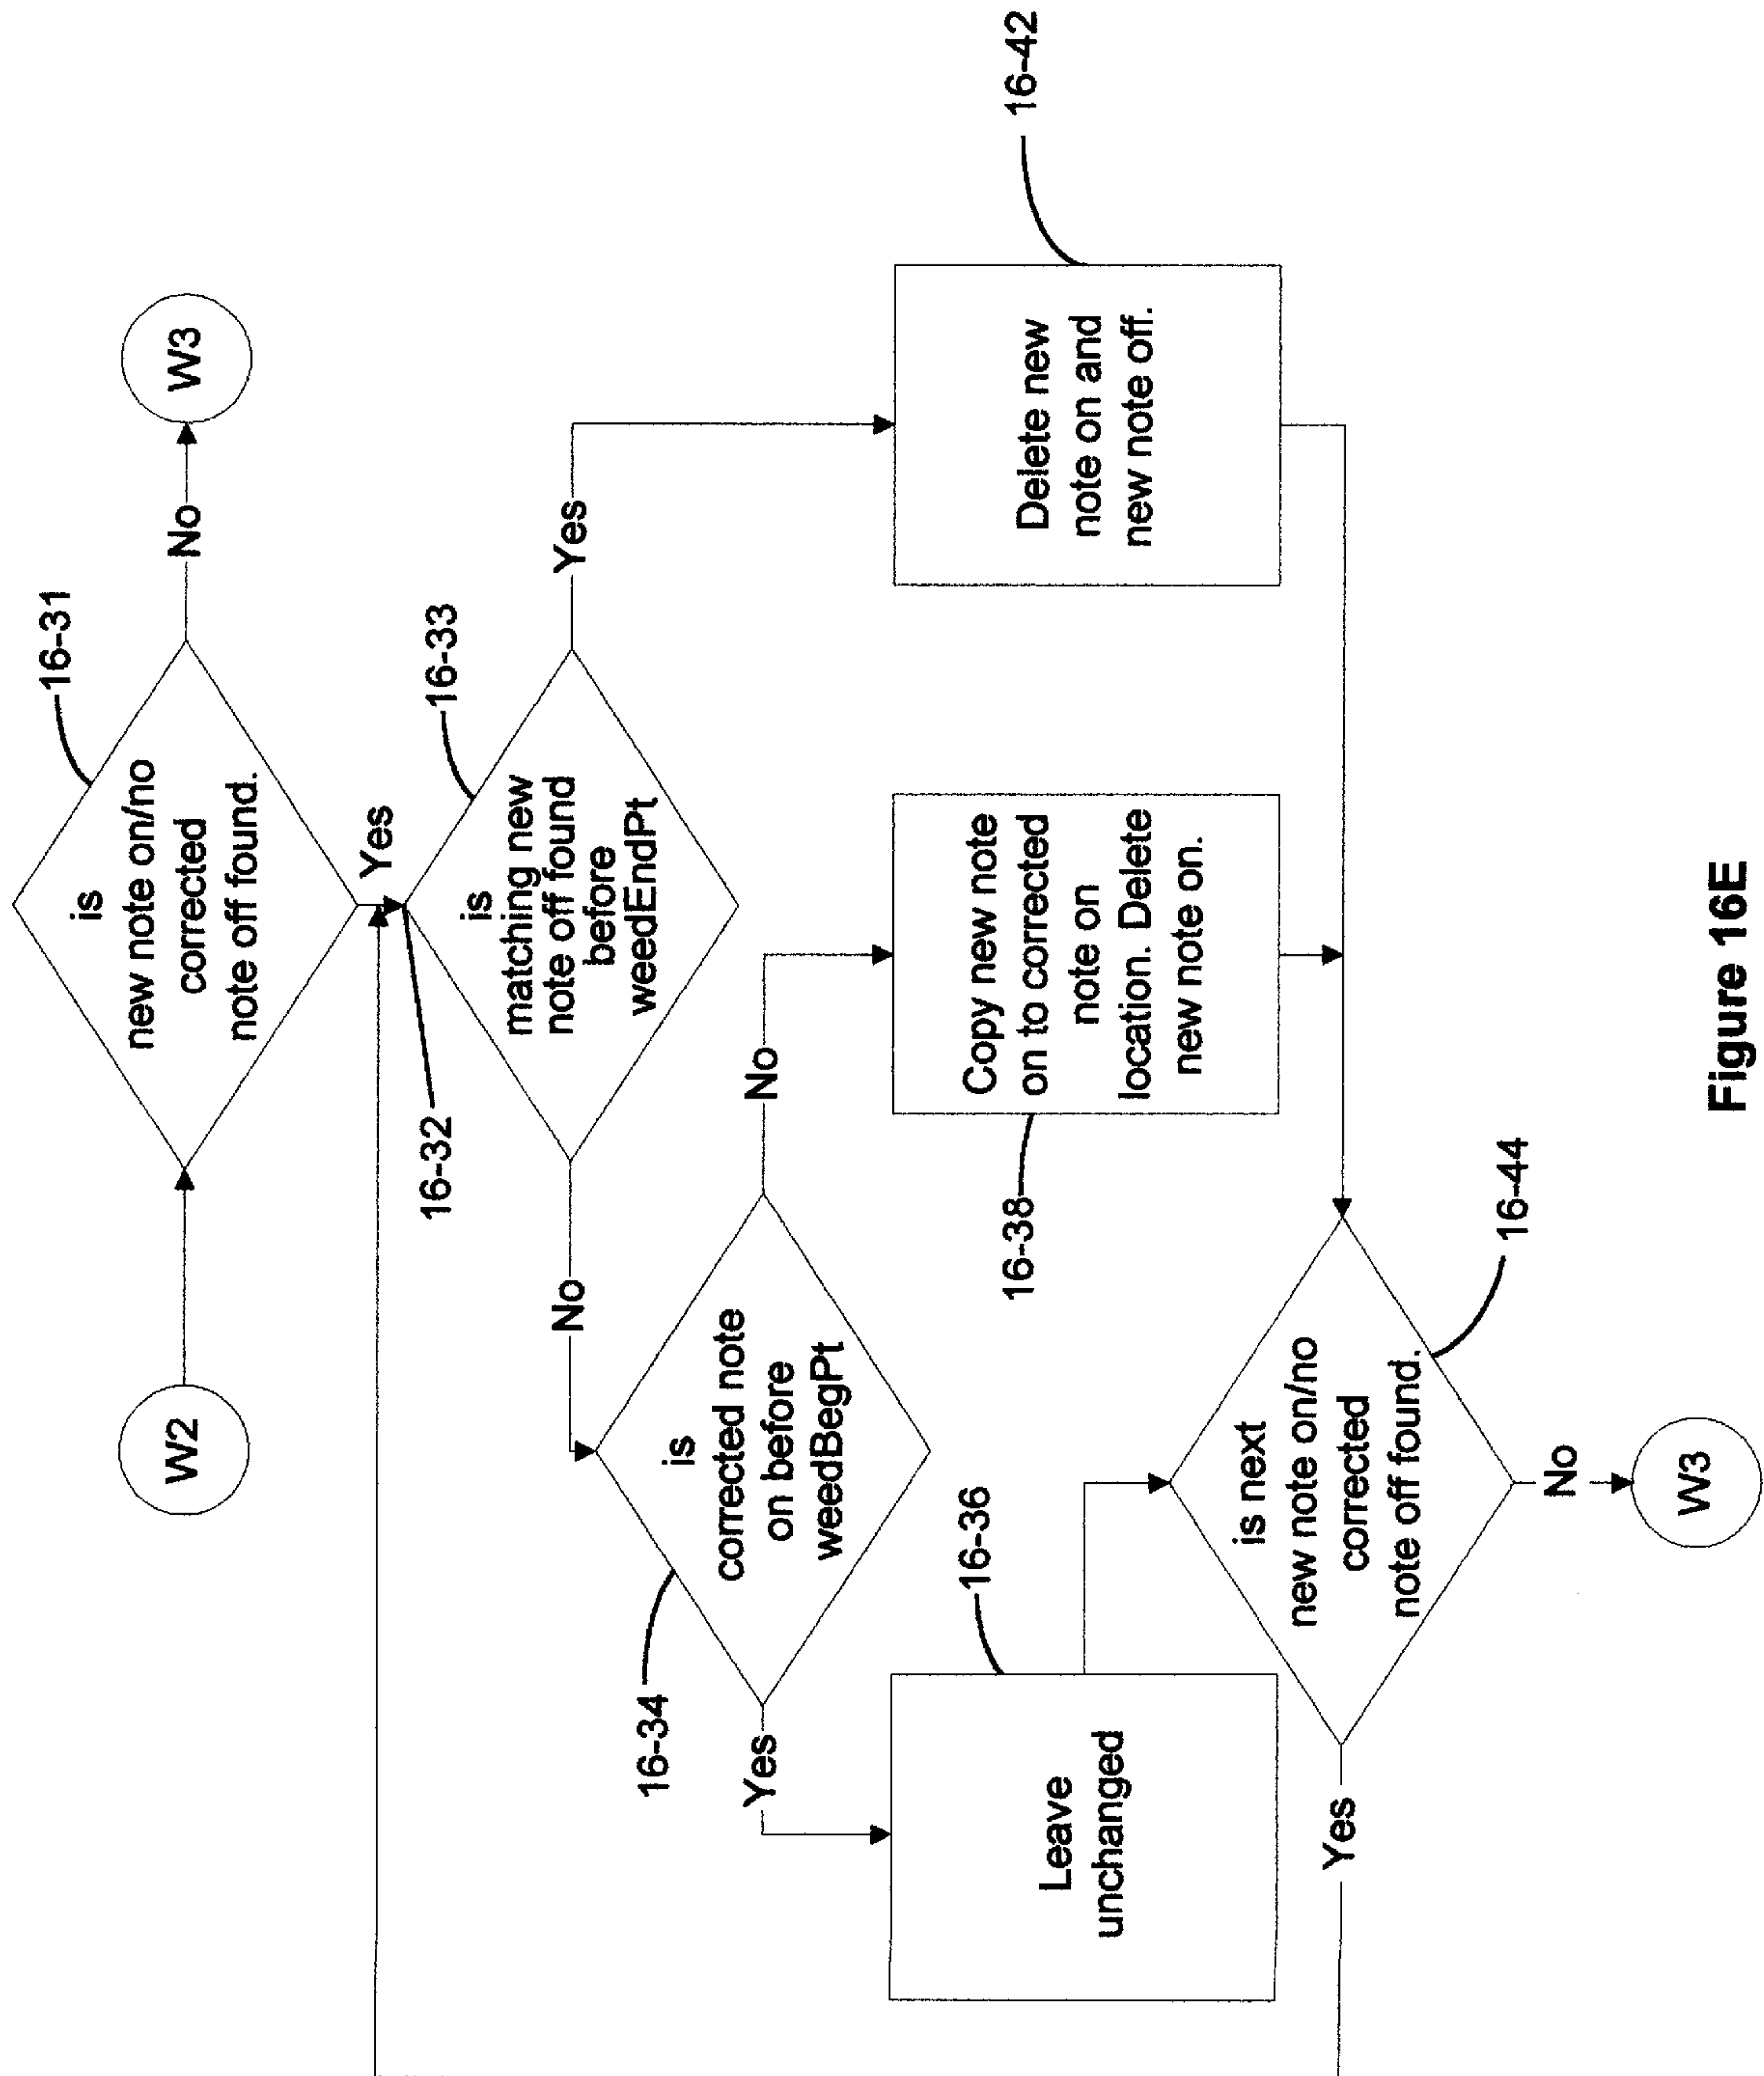 W2
is
new note on/no
corrected
note off found.
16-31
No
W3
Yes
16-32
is
matching new
note off found
before
weedEndPt
16-33
No
Yes
is
corrected note
on before
weedBegPt
16-34
Yes
No
Leave
unchanged
16-36
Copy new note
on to corrected
note on
location. Delete
new note on.
16-38
Delete new
note on and
new note off.
16-42
is next
new note on/no
corrected
note off found.
16-44
Yes
No
W3
Figure 16E